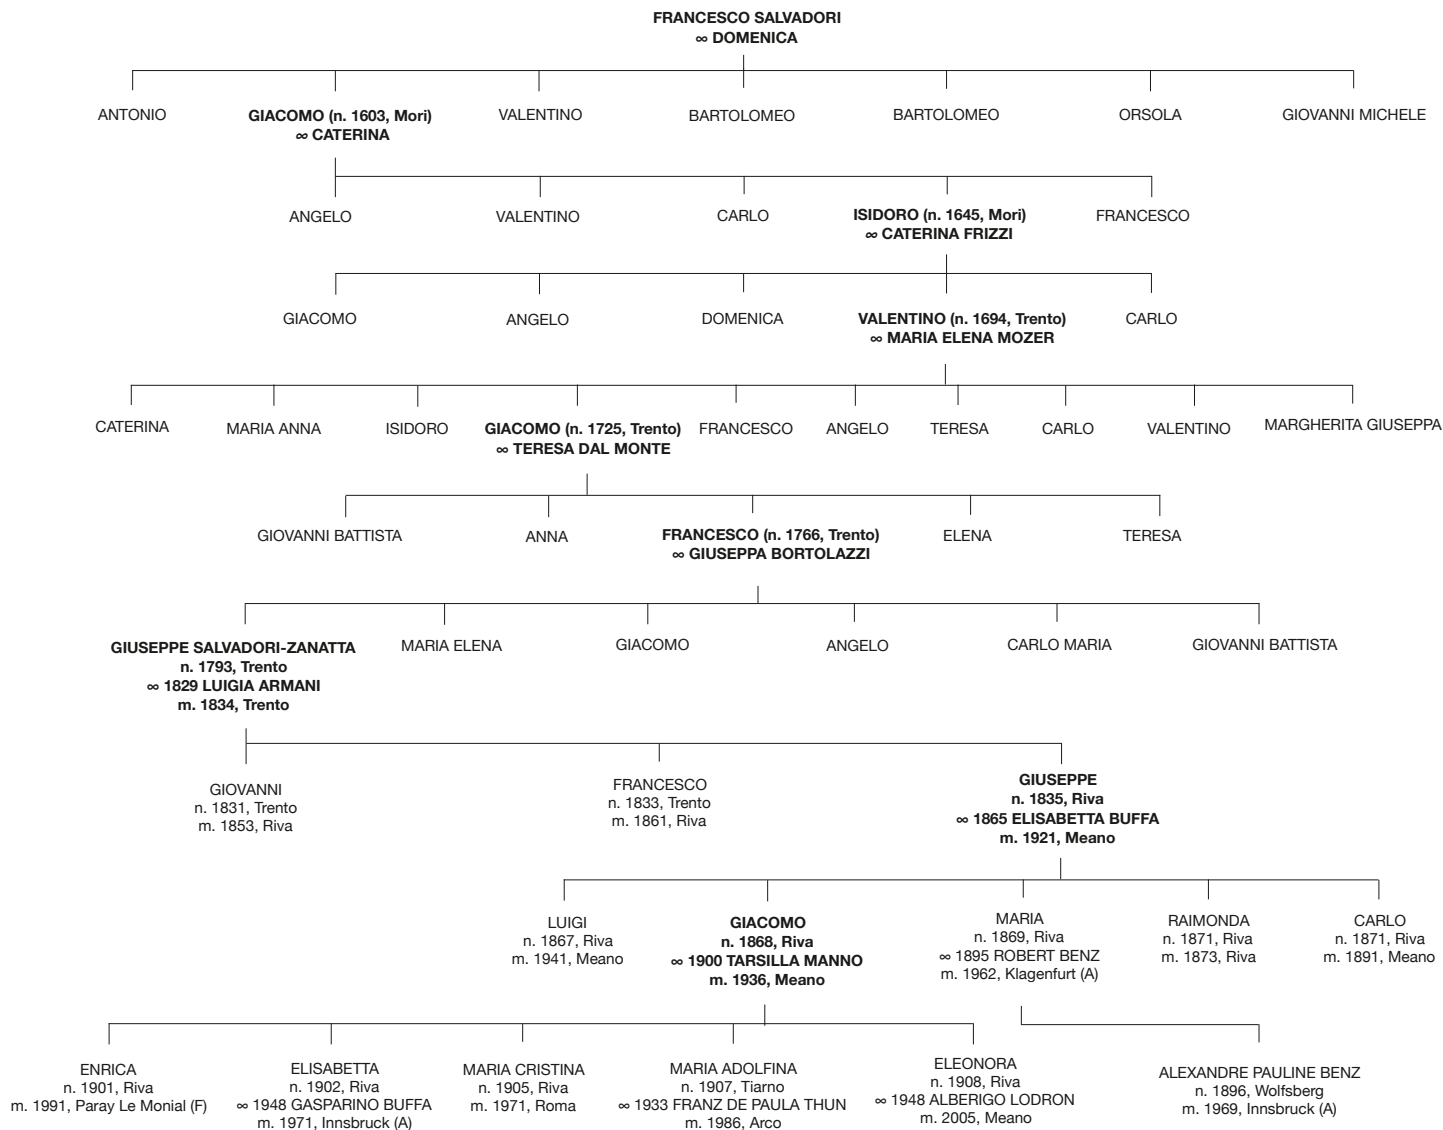 FRANCESCO SALVADORI
∞ DOMENICA
ANTONIO
GIACOMO (n. 1603, Mori)
∞ CATERINA
VALENTINO
BARTOLOMEO
BARTOLOMEO
ORSOLA
GIOVANNI MICHELE
ANGELO
VALENTINO
CARLO
ISIDORO (n. 1645, Mori)
∞ CATERINA FRIZZI
FRANCESCO
GIACOMO
ANGELO
DOMENICA
VALENTINO (n. 1694, Trento)
∞ MARIA ELENA MOZER
CARLO
CATERINA
MARIA ANNA
ISIDORO
GIACOMO (n. 1725, Trento)
∞ TERESA DAL MONTE
FRANCESCO
ANGELO
TERESA
CARLO
VALENTINO
MARGHERITA GIUSEPPA
GIOVANNI BATTISTA
ANNA
FRANCESCO (n. 1766, Trento)
∞ GIUSEPPA BORTOLAZZI
ELENA
TERESA
GIUSEPPE SALVADORI-ZANATTA
n. 1793, Trento
∞ 1829 LUIGIA ARMANI
m. 1834, Trento
MARIA ELENA
GIACOMO
ANGELO
CARLO MARIA
GIOVANNI BATTISTA
GIOVANNI
n. 1831, Trento
m. 1853, Riva
FRANCESCO
n. 1833, Trento
m. 1861, Riva
GIUSEPPE
n. 1835, Riva
∞ 1865 ELISABETTA BUFFA
m. 1921, Meano
LUIGI
n. 1867, Riva
m. 1941, Meano
GIACOMO
n. 1868, Riva
∞ 1900 TARSILLA MANNO
m. 1936, Meano
MARIA
n. 1869, Riva
∞ 1895 ROBERT BENZ
m. 1962, Klagenfurt (A)
RAIMONDA
n. 1871, Riva
m. 1873, Riva
CARLO
n. 1871, Riva
m. 1891, Meano
ENRICA
n. 1901, Riva
m. 1991, Paray Le Monial (F)
ELISABETTA
n. 1902, Riva
∞ 1948 GASPARINO BUFFA
m. 1971, Innsbruck (A)
MARIA CRISTINA
n. 1905, Riva
m. 1971, Roma
MARIA ADOLFINA
n. 1907, Tiarno
∞ 1933 FRANZ DE PAULA THUN
m. 1986, Arco
ELEONORA
n. 1908, Riva
∞ 1948 ALBERIGO LODRON
m. 2005, Meano
ALEXANDRE PAULINE BENZ
n. 1896, Wolfsberg
m. 1969, Innsbruck (A)